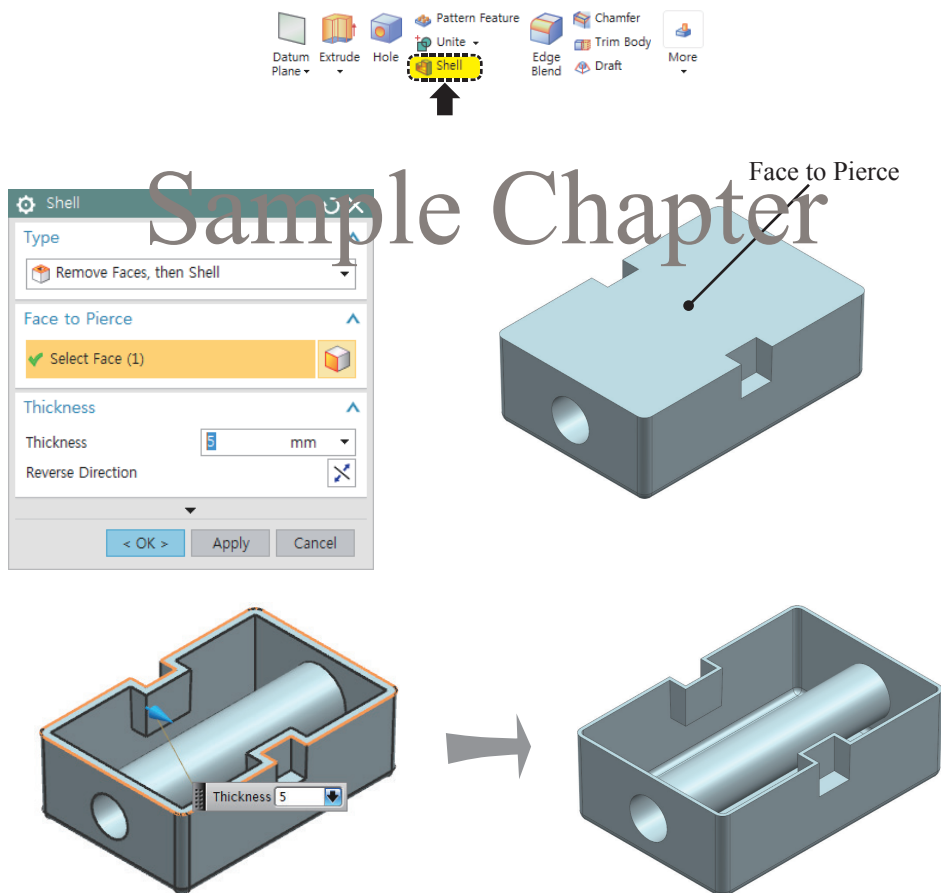 Datum Plane
Extrude
Hole
Pattern Feature
Unite
Shell
Edge Blend
Chamfer
Trim Body
Draft
More
Sample Chapter
Face to Pierce
Shell
Type
Remove Faces, then Shell
Face to Pierce
Select Face (1)
Thickness
Thickness 5 mm
Reverse Direction
< OK > Apply Cancel
Thickness 5